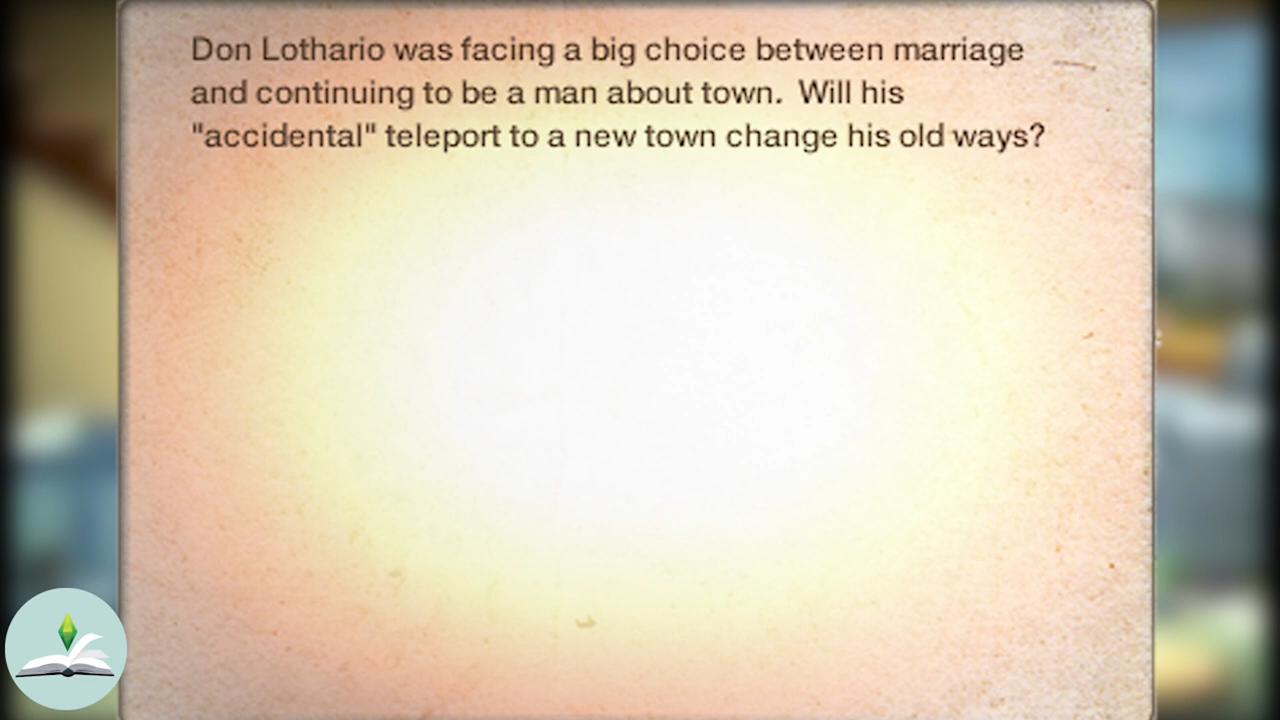 Don Lothario was facing a big choice between marriage
and continuing to be a man about town.  Will his
"accidental" teleport to a new town change his old ways?